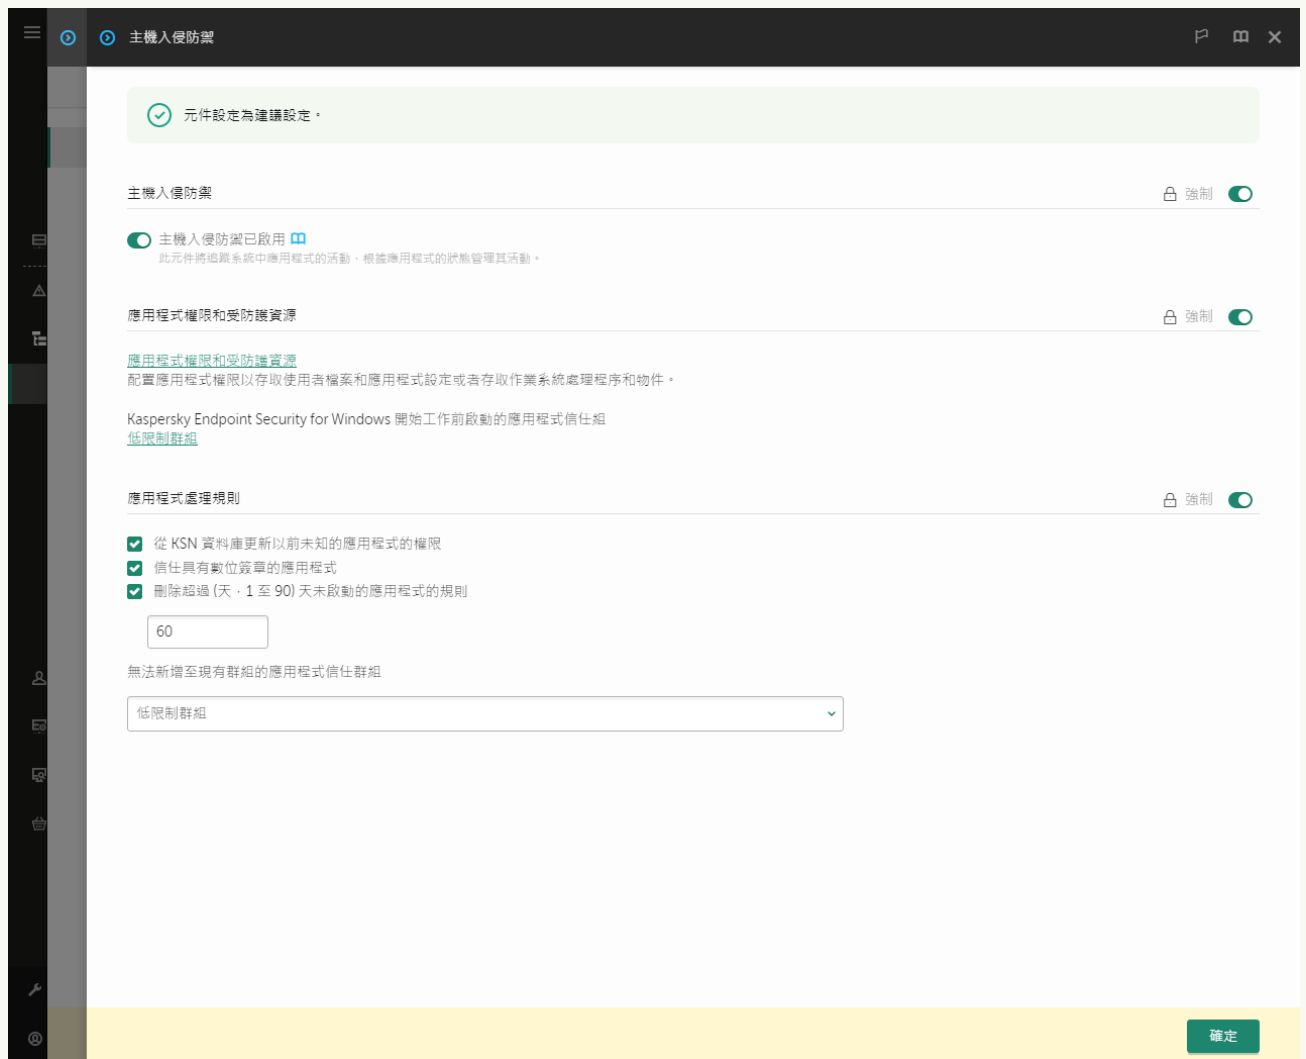 主機入侵防禦
元件設定為建議設定。
主機入侵防禦
強制
主機入侵防禦已啟用
此元件將追蹤系統中應用程式的活動，根據應用程式的狀態管理其活動。
應用程式權限和受防護資源
強制
應用程式權限和受防護資源
配置應用程式權限以存取使用者檔案和應用程式設定或者存取作業系統處理程序和物件。
Kaspersky Endpoint Security for Windows 開始工作前啟動的應用程式信任組
低限制群組
應用程式處理規則
強制
從 KSN 資料庫更新以前未知的應用程式的權限
信任具有數位簽章的應用程式
刪除超過 (天，1 至 90) 天未啟動的應用程式的規則
60
無法新增至現有群組的應用程式信任群組
低限制群組
確定